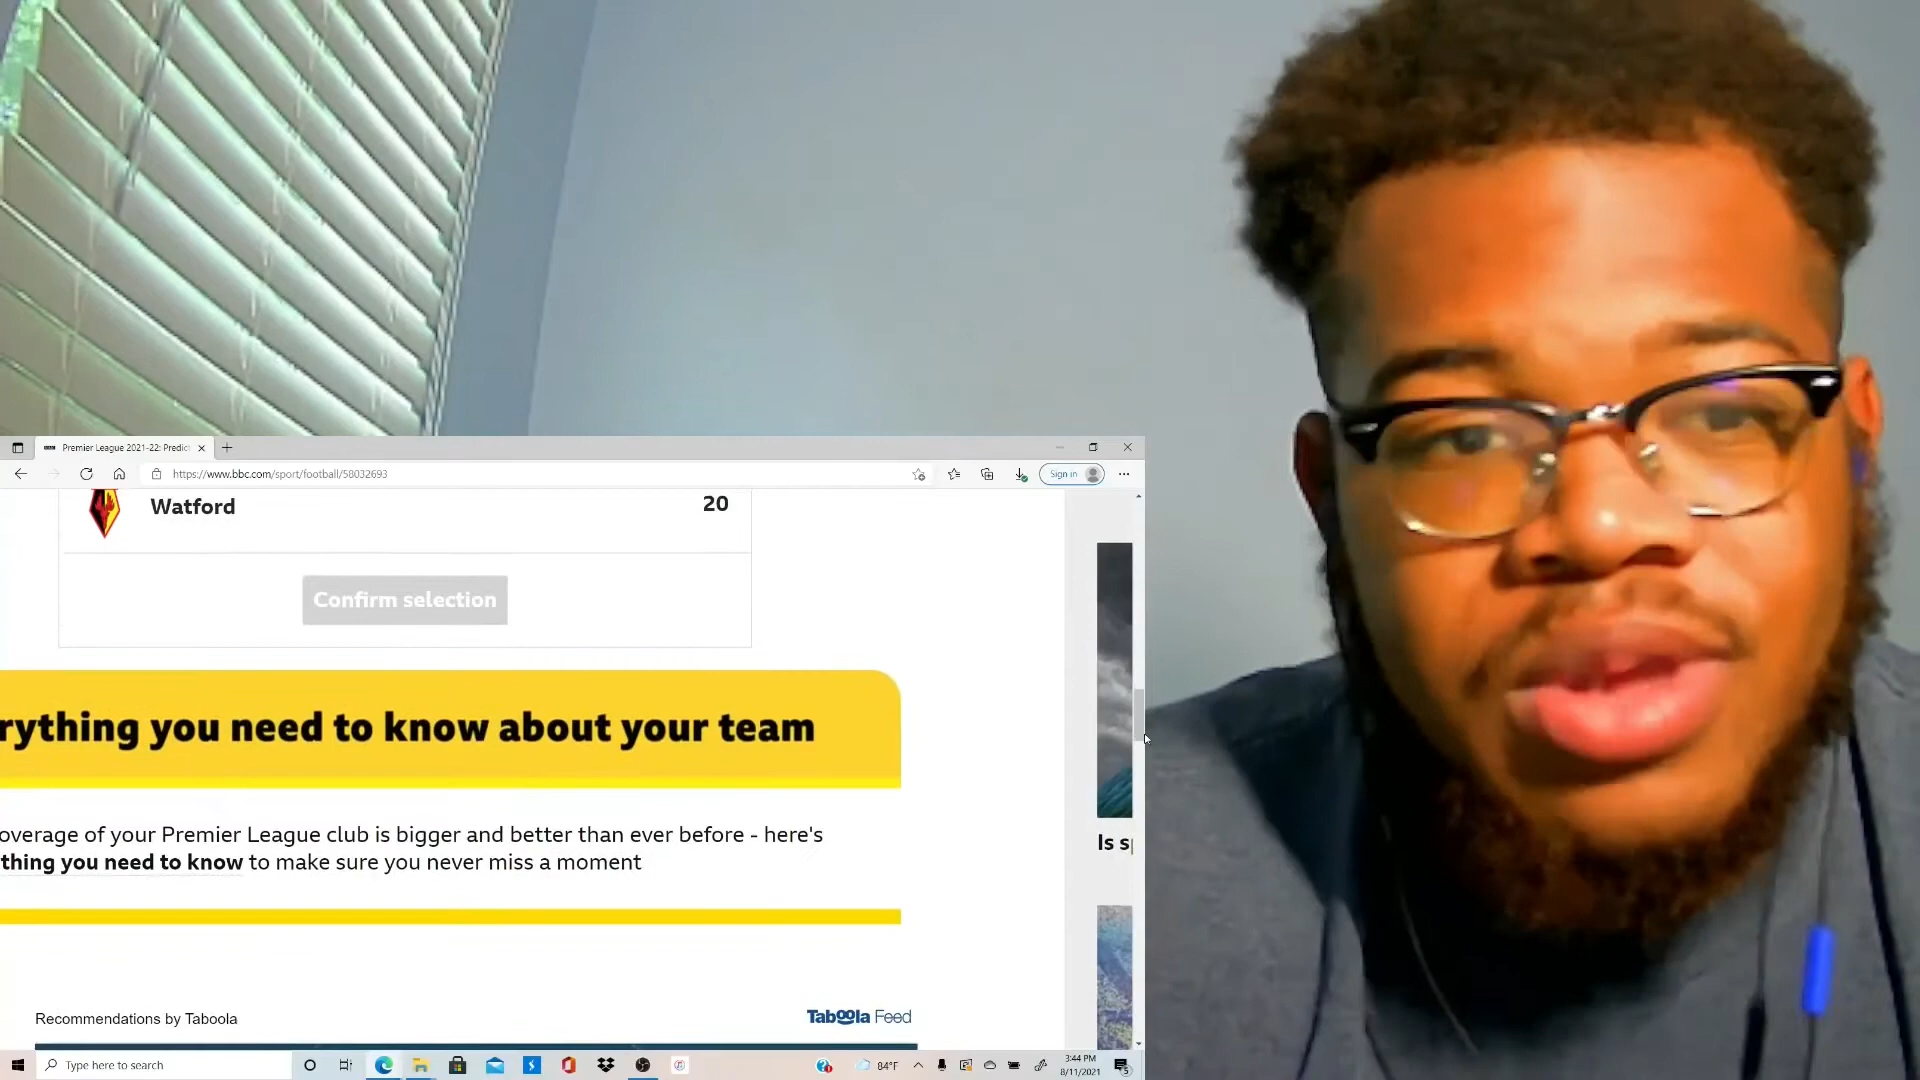 Premier League 2021-22: Predic
https://www.bbc.com/sport/football/58032693
Sign in
Watford 20
Confirm selection
rything you need to know about your team
overage of your Premier League club is bigger and better than ever before - here's
thing you need to know to make sure you never miss a moment
Is s
Recommendations by Taboola
Taboola Feed
Type here to search
84°F
3:44 PM
8/11/2021
5